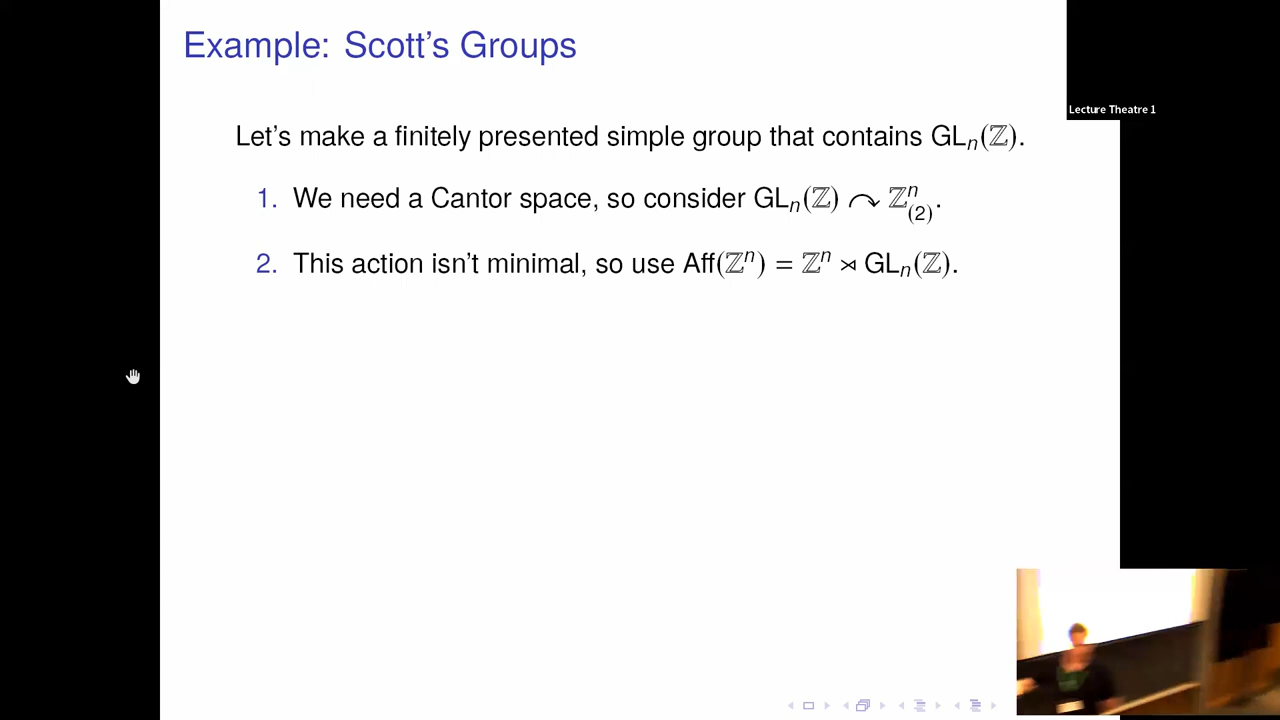 Example: Scott's Groups
Lecture Theatre 1
Let's make a finitely presented simple group that contains GLₙ(ℤ).
1. We need a Cantor space, so consider GLₙ(ℤ) ↷ ℤⁿ₍₂₎.
2. This action isn't minimal, so use Aff(ℤⁿ) = ℤⁿ ⋊ GLₙ(ℤ).